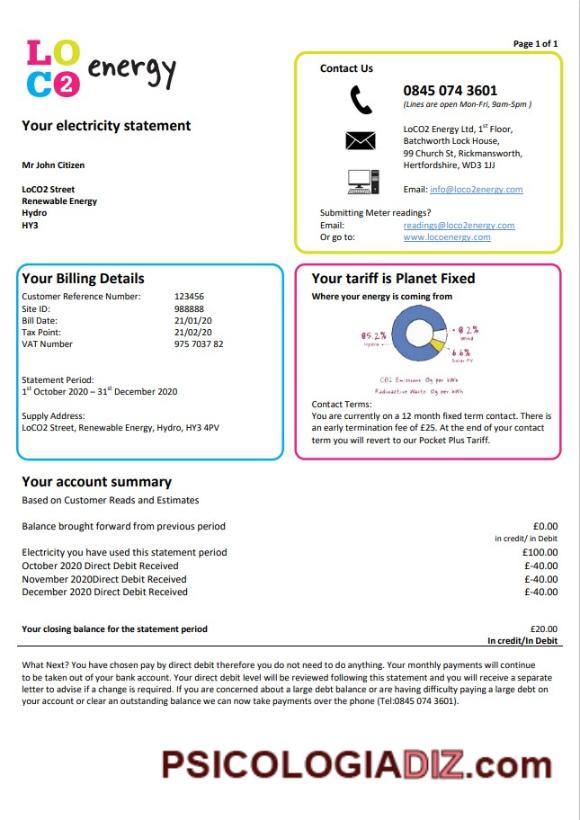 Page 1 of 1
LO
CO2 energy
Contact Us
0845 074 3601
(Lines are open Mon-Fri, 9am-5pm )
Your electricity statement
LoCO2 Energy Ltd, 1st Floor,
Batchworth Lock House,
99 Church St, Rickmansworth,
Hertfordshire, WD3 1JJ
Mr John Citizen
LoCO2 Street
Renewable Energy
Hydro
HY3
Email: info@loco2energy.com
Submitting Meter readings?
Email: readings@loco2energy.com
Or go to: www.locoenergy.com
Your Billing Details
Customer Reference Number: 123456
Site ID: 988888
Bill Date: 21/01/20
Tax Point: 21/02/20
VAT Number 975 7037 82
Statement Period:
1st October 2020 – 31st December 2020
Supply Address:
LoCO2 Street, Renewable Energy, Hydro, HY3 4PV
Your tariff is Planet Fixed
Where your energy is coming from
85.2%
Hydro
8.2%
Wind
6.6%
Solar PV
CO2 Emissions 0g per kWh
Radioactive Waste 0g per kWh
Contact Terms:
You are currently on a 12 month fixed term contact. There is
an early termination fee of £25. At the end of your contact
term you will revert to our Pocket Plus Tariff.
Your account summary
Based on Customer Reads and Estimates
Balance brought forward from previous period £0.00
in credit/ in Debit
Electricity you have used this statement period £100.00
October 2020 Direct Debit Received £-40.00
November 2020Direct Debit Received £-40.00
December 2020 Direct Debit Received £-40.00
Your closing balance for the statement period £20.00
In credit/In Debit
What Next? You have chosen pay by direct debit therefore you do not need to do anything. Your monthly payments will continue
to be taken out of your bank account. Your direct debit level will be reviewed following this statement and you will receive a separate
letter to advise if a change is required. If you are concerned about a large debt balance or are having difficulty paying a large debt on
your account or clear an outstanding balance we can now take payments over the phone (Tel:0845 074 3601).
PSICOLOGIADIZ.com